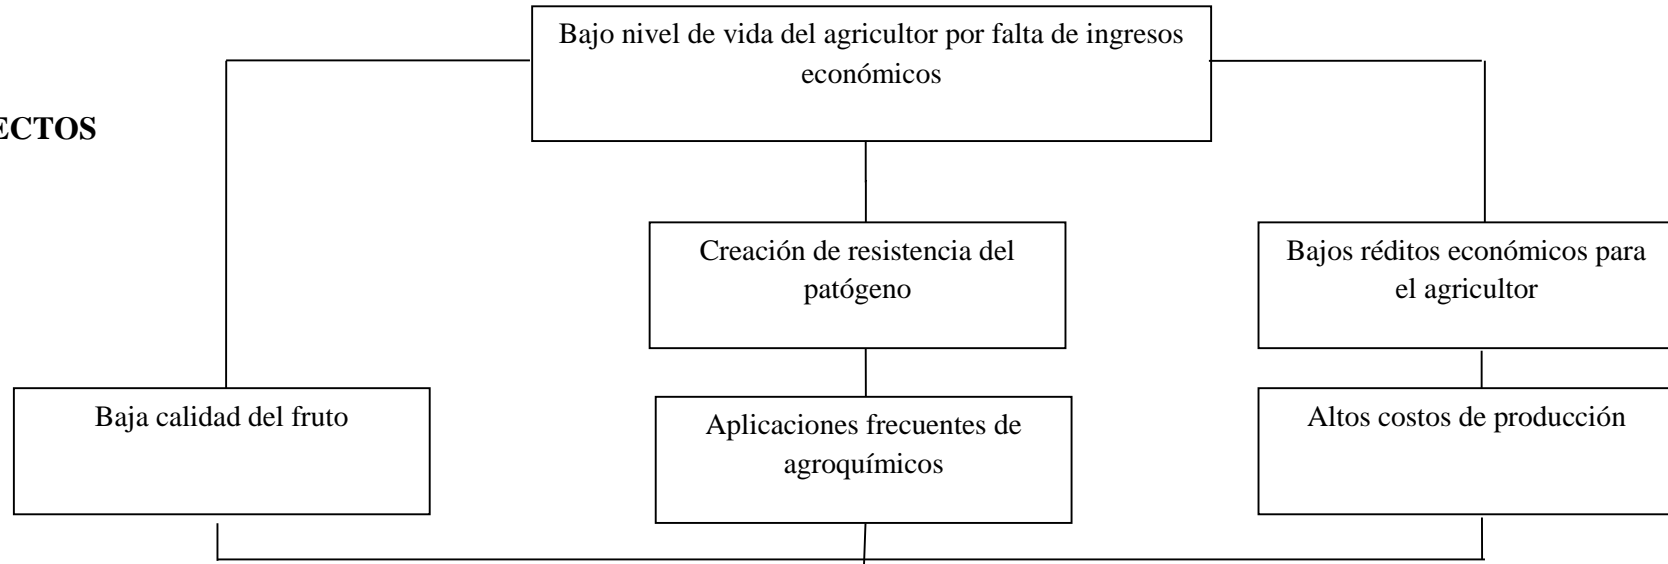 Bajo nivel de vida del agricultor por falta de ingresos
económicos
ECTOS
Creación de resistencia del
patógeno
Bajos réditos económicos para
el agricultor
Baja calidad del fruto
Aplicaciones frecuentes de
agroquímicos
Altos costos de producción